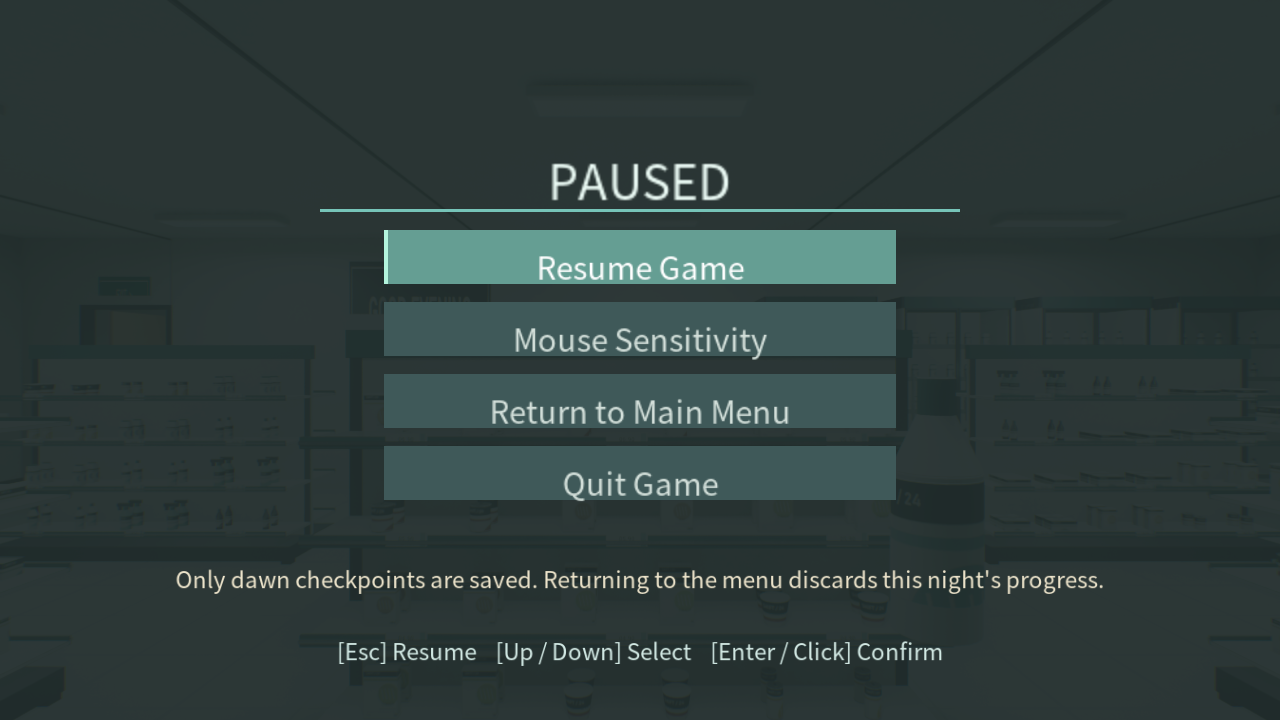 PAUSED
Resume Game
Mouse Sensitivity
Return to Main Menu
Quit Game
24
Only dawn checkpoints are saved. Returning to the menu discards this night's progress.
[Esc] Resume [Up / Down] Select [Enter / Click] Confirm